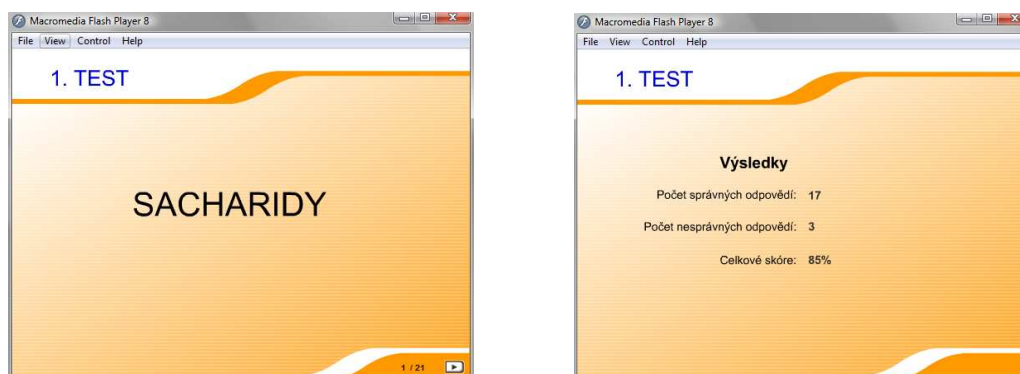 Macromedia Flash Player 8
File View Control Help
1. TEST
SACHARIDY
1 / 21
Macromedia Flash Player 8
File View Control Help
1. TEST
Výsledky
Počet správných odpovědí: 17
Počet nesprávných odpovědí: 3
Celkové skóre: 85%